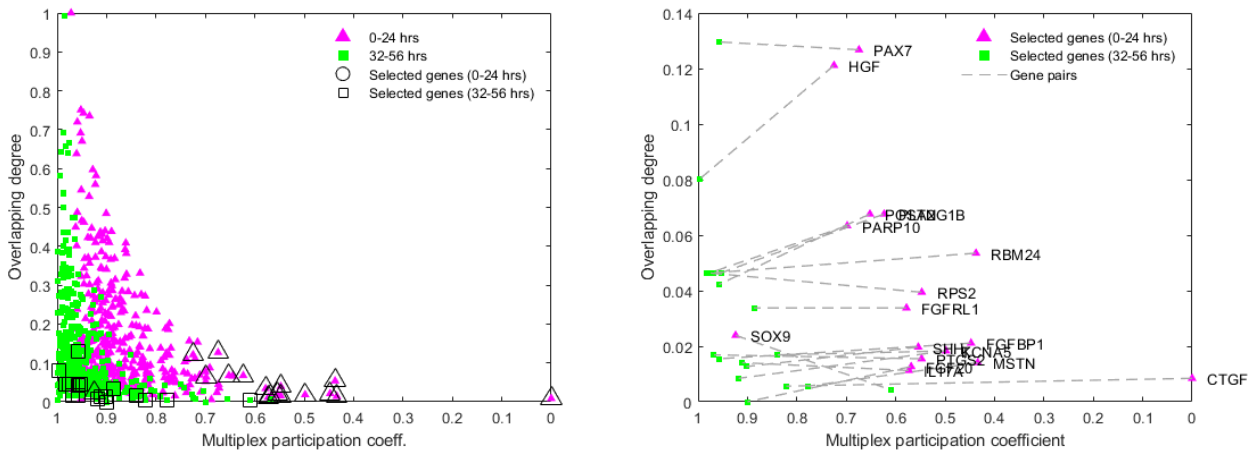 1
0.9
0.8
0.7
0.6
0.5
0.4
0.3
0.2
0.1
0
Overlapping degree
0-24 hrs
32-56 hrs
Selected genes (0-24 hrs)
Selected genes (32-56 hrs)
1 0.9 0.8 0.7 0.6 0.5 0.4 0.3 0.2 0.1 0
Multiplex participation coeff.
0.14
0.12
0.1
0.08
0.06
0.04
0.02
0
Overlapping degree
Selected genes (0-24 hrs)
Selected genes (32-56 hrs)
Gene pairs
PAX7
HGF
PLANG1B
PARP10
RBM24
RPS2
FGFRL1
SOX9
FGFBP1
KCNA5
PTGS2
MSTN
FGF20
CTGF
1 0.9 0.8 0.7 0.6 0.5 0.4 0.3 0.2 0.1 0
Multiplex participation coefficient